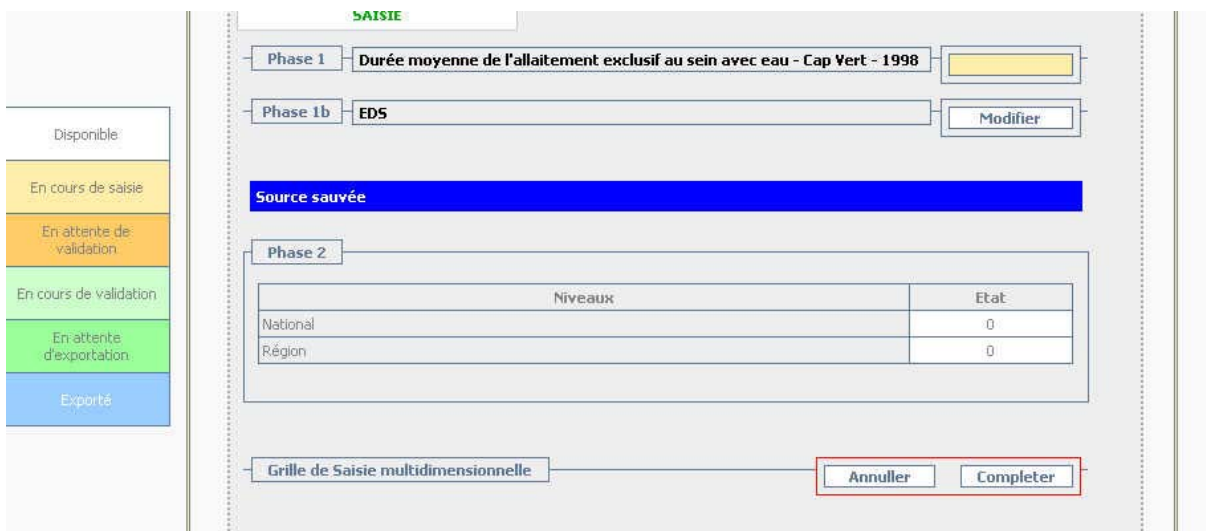 SAISIE
Phase 1
Durée moyenne de l'allaitement exclusif au sein avec eau - Cap Vert - 1998
Phase 1b
EDS
Modifier
Disponible
En cours de saisie
En attente de
validation
En cours de validation
En attente
d'exportation
Exporté
Source sauvée
Phase 2
Niveaux
Etat
National
0
Région
0
Grille de Saisie multidimensionnelle
Annuller
Completer